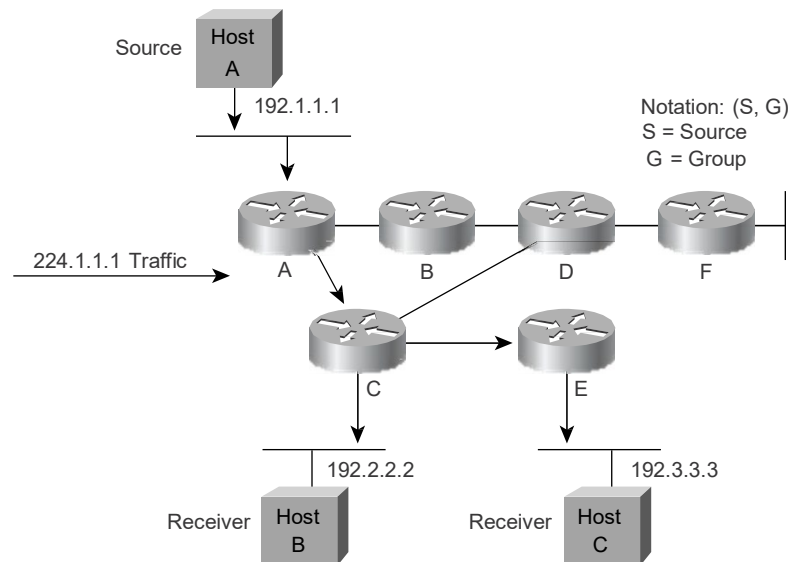 Source
Host
A
192.1.1.1
Notation: (S, G)
S = Source
G = Group
224.1.1.1 Traffic
A
B
D
F
C
E
192.2.2.2
192.3.3.3
Receiver
Host
B
Receiver
Host
C